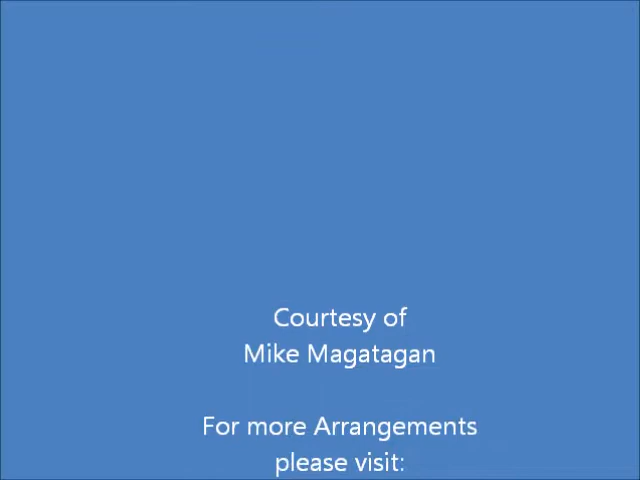 Courtesy of
Mike Magatagan
For more Arrangements
please visit: